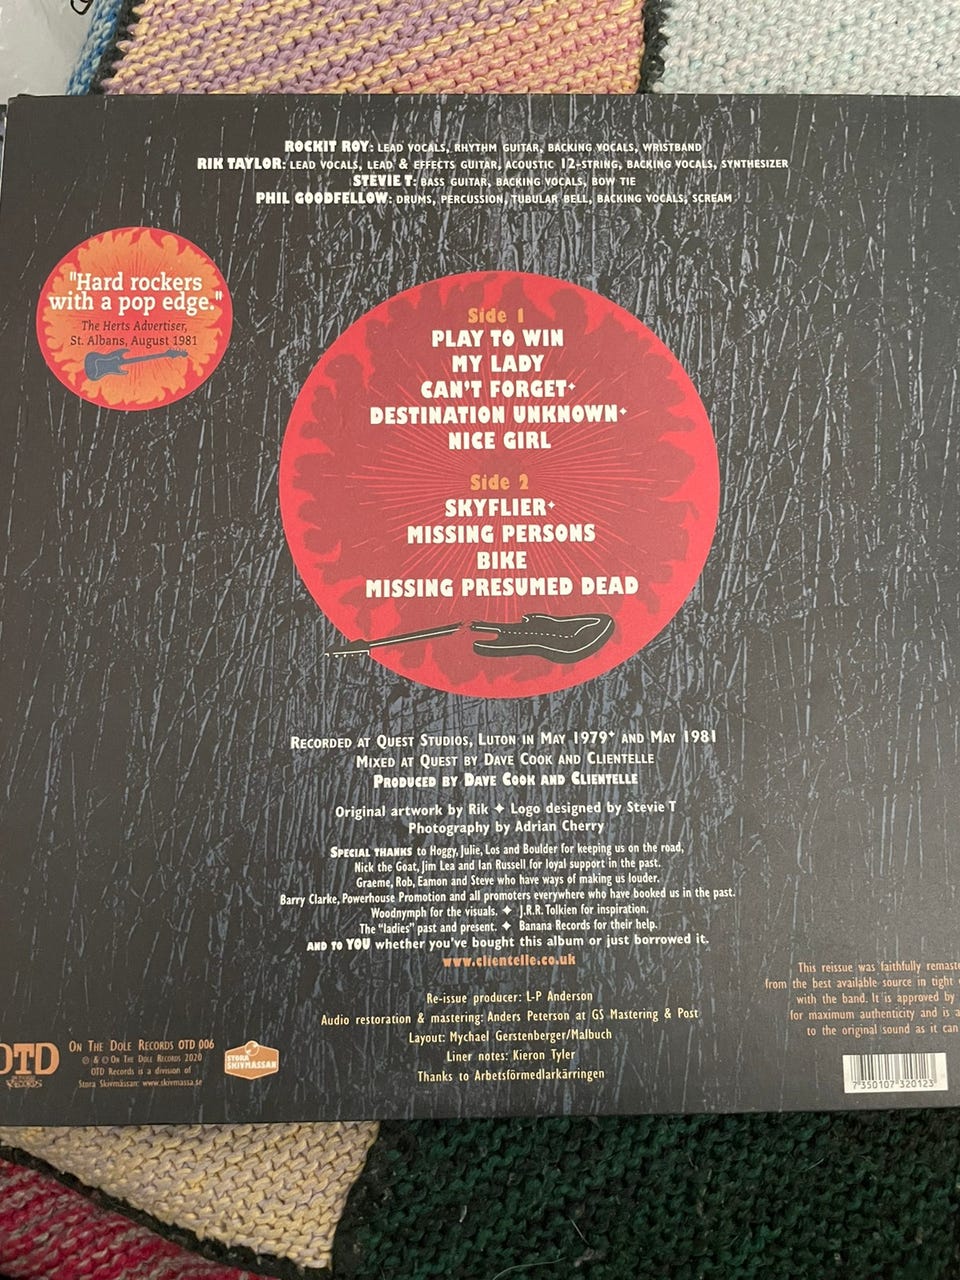 ROCKIT ROY: LEAD VOCALS, RHYTHM GUITAR, BACKING VOCALS, WRISTBAND
RIK TAYLOR: LEAD VOCALS, LEAD & EFFECTS GUITAR, ACOUSTIC 12-STRING, BACKING VOCALS, SYNTHESIZER
STEVIE T: BASS GUITAR, BACKING VOCALS, BOW TIE
PHIL GOODFELLOW: DRUMS, PERCUSSION, TUBULAR BELL, BACKING VOCALS, SCREAM
"Hard rockers
with a pop edge."
The Herts Advertiser,
St. Albans, August 1981
Side 1
PLAY TO WIN
MY LADY
CAN'T FORGET✦
DESTINATION UNKNOWN✦
NICE GIRL
Side 2
SKYFLIER✦
MISSING PERSONS
BIKE
MISSING PRESUMED DEAD
RECORDED AT QUEST STUDIOS, LUTON IN MAY 1979✦ AND MAY 1981
MIXED AT QUEST BY DAVE COOK AND CLIENTELLE
PRODUCED BY DAVE COOK AND CLIENTELLE
Original artwork by Rik ✦ Logo designed by Stevie T
Photography by Adrian Cherry
SPECIAL THANKS to Hoggy, Julie, Los and Boulder for keeping us on the road,
Nick the Goat, Jim Lea and Ian Russell for loyal support in the past.
Graeme, Rob, Eamon and Steve who have ways of making us louder.
Barry Clarke, Powerhouse Promotion and all promoters everywhere who have booked us in the past.
Woodnymph for the visuals. ✦ J.R.R. Tolkien for inspiration.
The "ladies" past and present. ✦ Banana Records for their help.
AND TO YOU whether you've bought this album or just borrowed it.
www.clientelle.co.uk
Re-issue producer: L-P Anderson
Audio restoration & mastering: Anders Peterson at GS Mastering & Post
Layout: Mychael Gerstenberger/Malbuch
Liner notes: Kieron Tyler
Thanks to Arbetsförmedlarkärringen
This reissue was faithfully remaste
from the best available source in tight
with the band. It is approved by
for maximum authenticity and is a
to the original sound as it can
OTD
RECORDS
ON THE DOLE RECORDS OTD 006
℗ & © ON THE DOLE RECORDS 2020
OTD Records is a division of
Stora Skivmässan: www.skivmassa.se
STORA
SKIVMÄSSAN
7 350107 320123